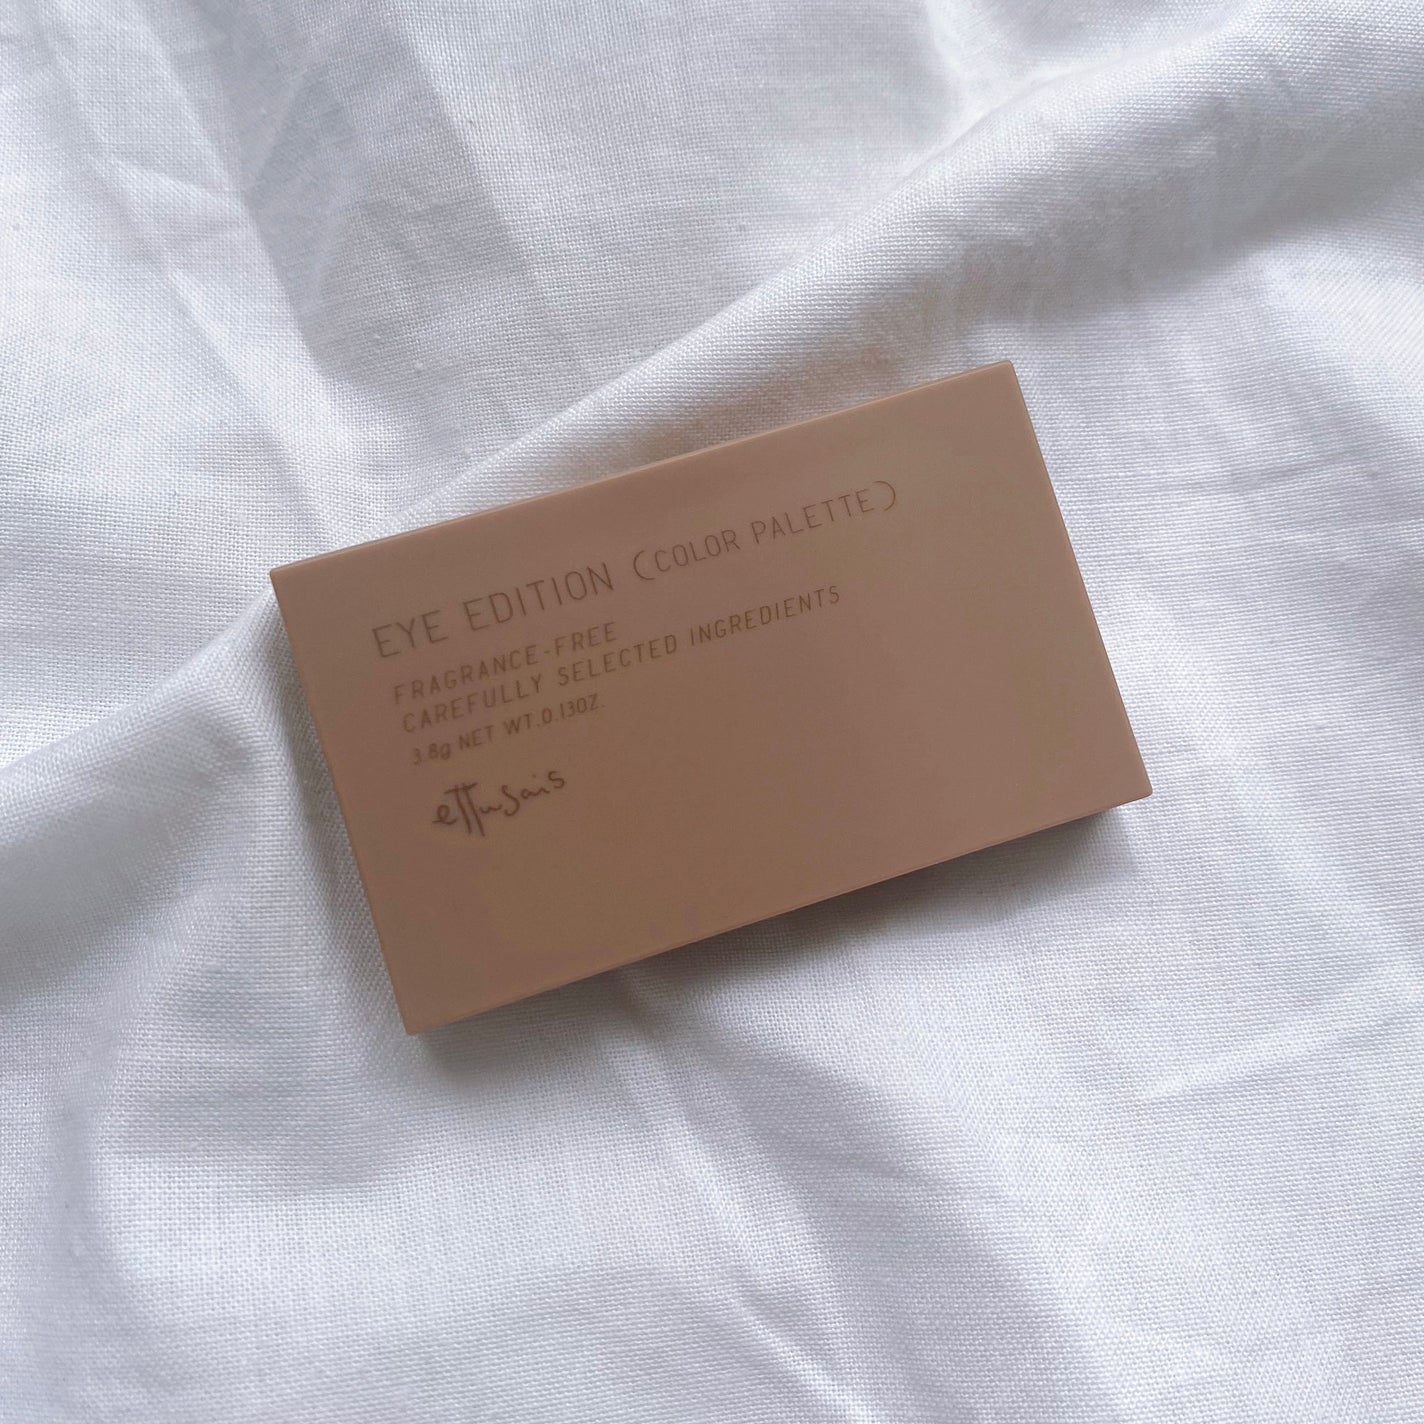 EYE EDITION (COLOR PALETTE)
FRAGRANCE-FREE
CAREFULLY SELECTED INGREDIENTS
3.8g NET WT.0.13OZ.
ettusais